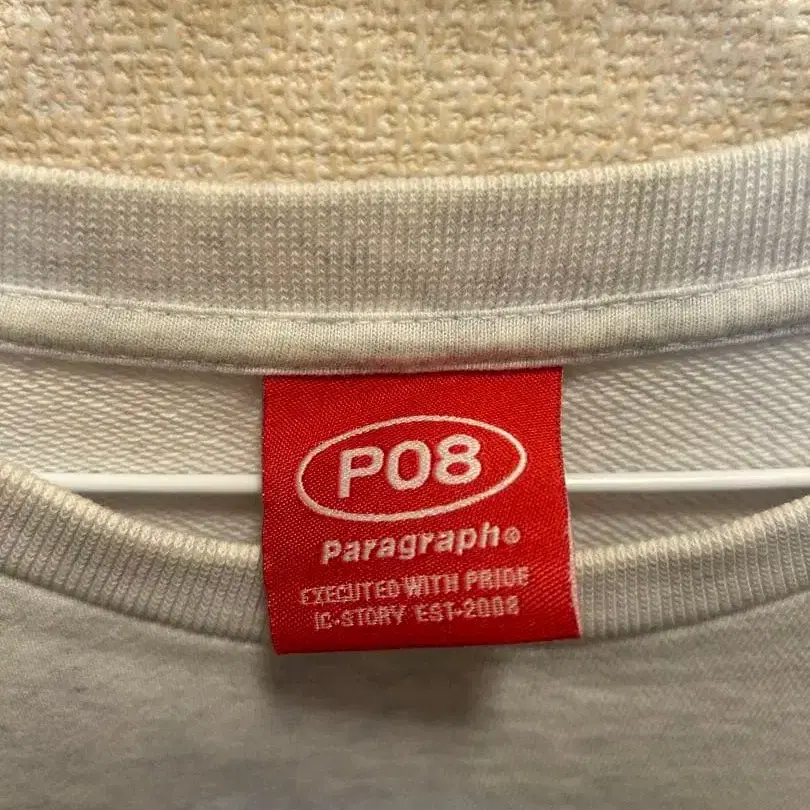 P08
Paragraph©
EXECUTED WITH PRIDE
IC-STORY EST-2008